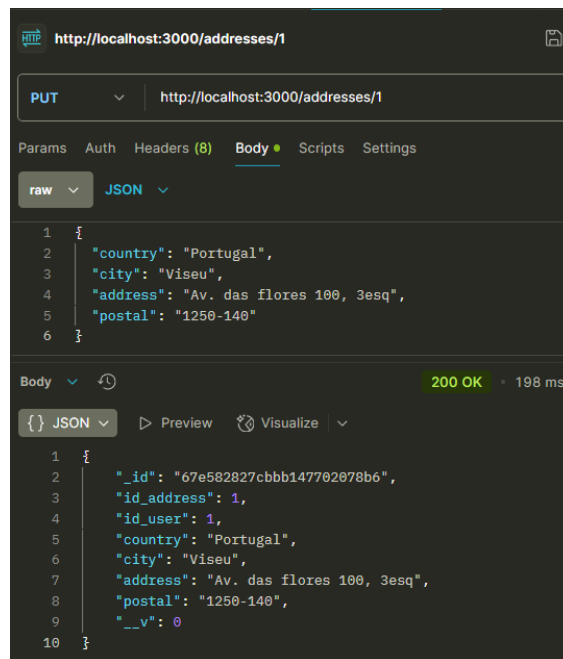 HTTP http://localhost:3000/addresses/1
PUT http://localhost:3000/addresses/1
Params Auth Headers (8) Body Scripts Settings
raw JSON
1 {
2 "country": "Portugal",
3 "city": "Viseu",
4 "address": "Av. das flores 100, 3esq",
5 "postal": "1250-140"
6 }
Body 200 OK 198 ms
{} JSON Preview Visualize
1 {
2 "_id": "67e582827cbbb147702078b6",
3 "id_address": 1,
4 "id_user": 1,
5 "country": "Portugal",
6 "city": "Viseu",
7 "address": "Av. das flores 100, 3esq",
8 "postal": "1250-140",
9 "__v": 0
10 }